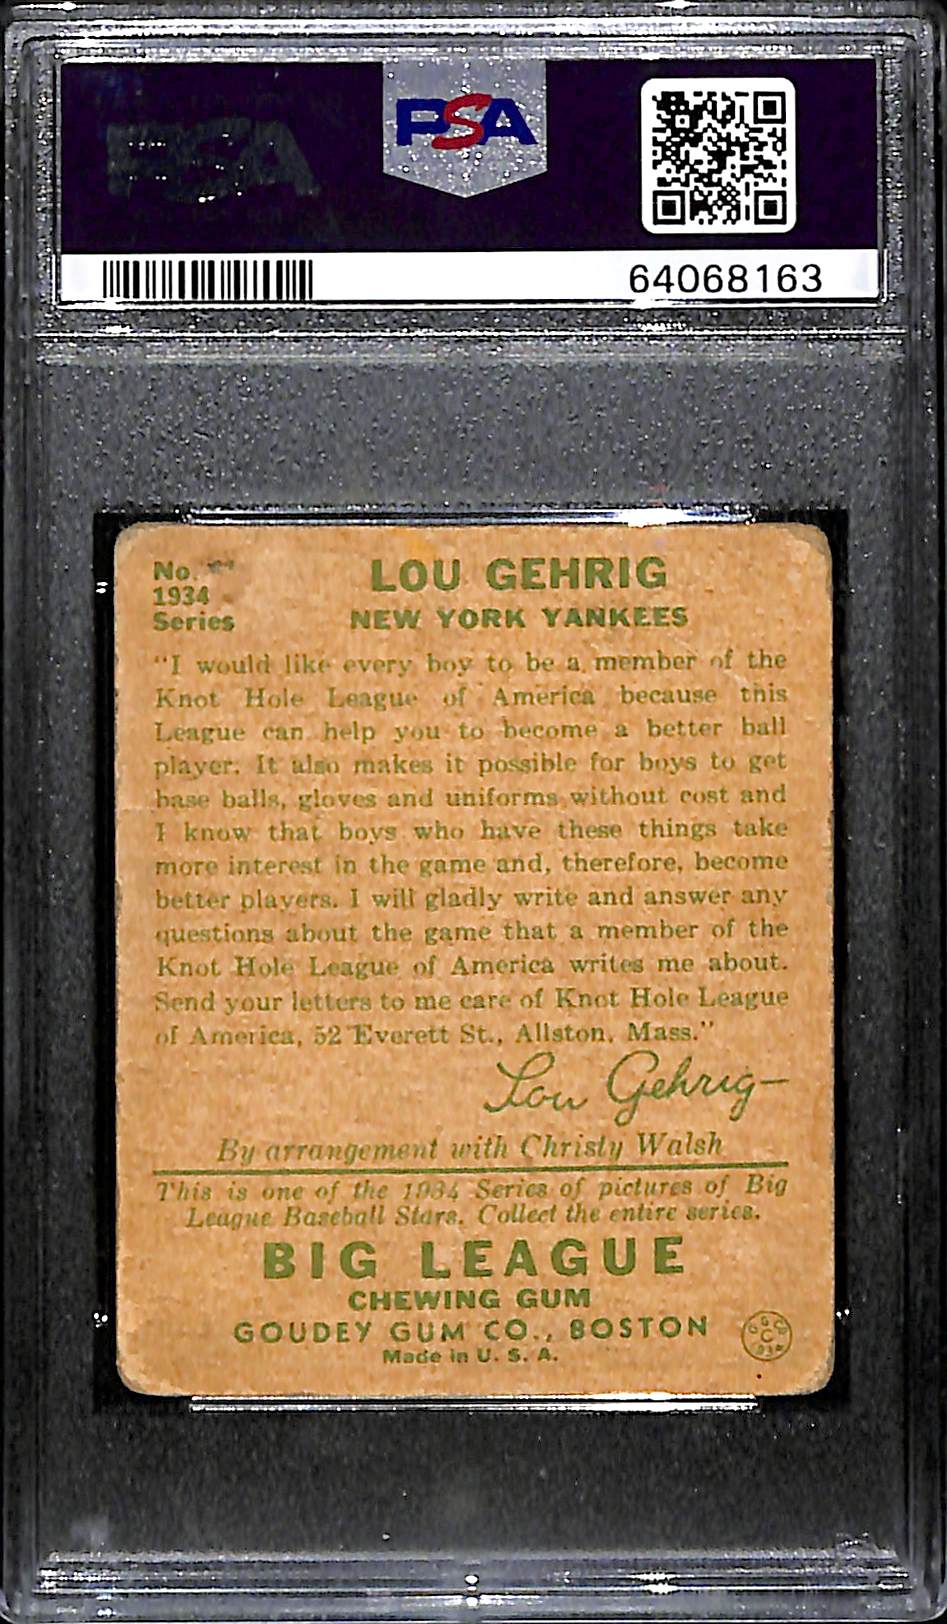 PSA
PSA
64068163
No.
1934
Series
LOU GEHRIG
NEW YORK YANKEES
"I would like every boy to be a member of the
Knot Hole League of America because this
League can help you to become a better ball
player. It also makes it possible for boys to get
base balls, gloves and uniforms without cost and
I know that boys who have these things take
more interest in the game and, therefore, become
better players. I will gladly write and answer any
questions about the game that a member of the
Knot Hole League of America writes me about.
Send your letters to me care of Knot Hole League
of America, 52 Everett St., Allston, Mass."
Lou Gehrig
By arrangement with Christy Walsh
This is one of the 1934 Series of pictures of Big
League Baseball Stars. Collect the entire series.
BIG LEAGUE
CHEWING GUM
GOUDEY GUM CO., BOSTON
Made in U. S. A.